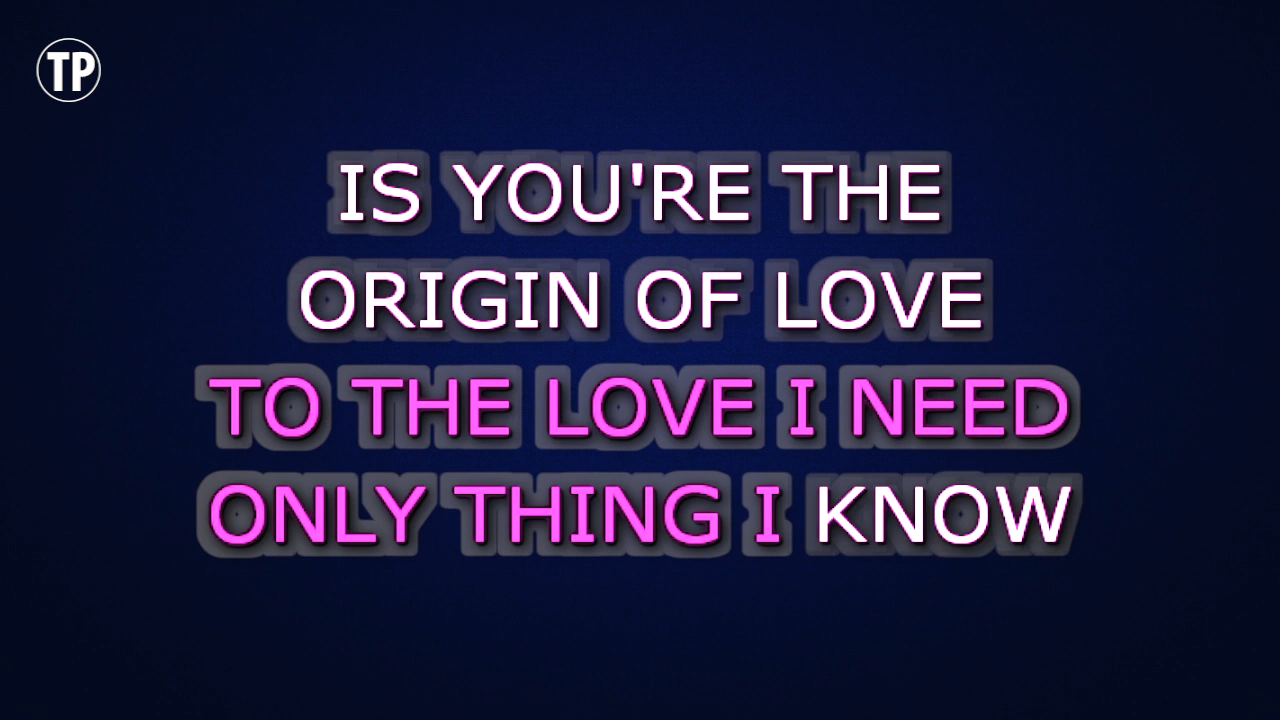 TP
IS YOU'RE THE
ORIGIN OF LOVE
TO THE LOVE I NEED
ONLY THING I KNOW